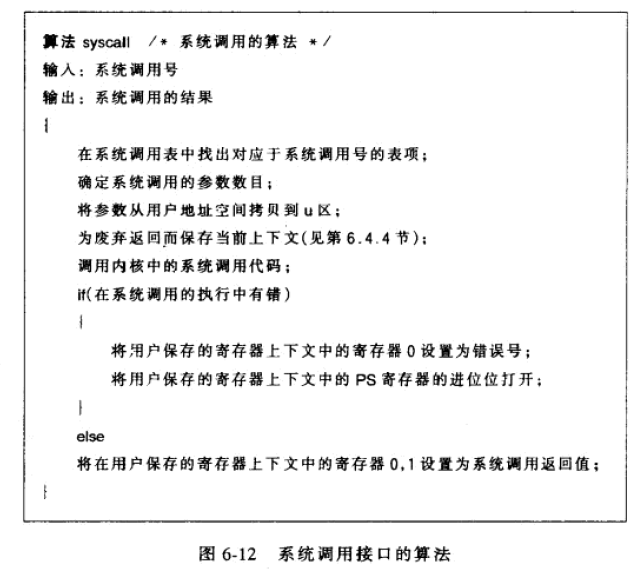 算法 syscall /* 系统调用的算法 */
输入：系统调用号
输出：系统调用的结果
{
在系统调用表中找出对应于系统调用号的表项；
确定系统调用的参数数目；
将参数从用户地址空间拷贝到 u 区；
为废弃返回而保存当前上下文(见第 6.4.4 节)；
调用内核中的系统调用代码；
if(在系统调用的执行中有错)
{
将用户保存的寄存器上下文中的寄存器 0 设置为错误号；
将用户保存的寄存器上下文中的 PS 寄存器的进位位打开；
}
else
将在用户保存的寄存器上下文中的寄存器 0,1 设置为系统调用返回值；
}
图 6-12 系统调用接口的算法